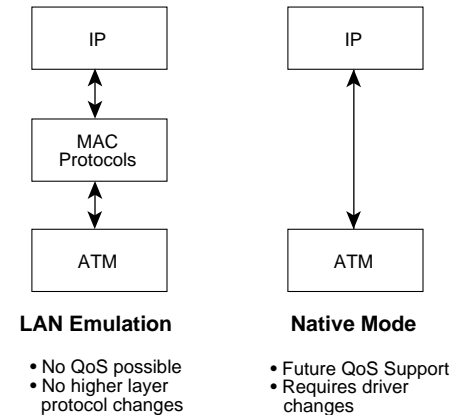 IP
MAC
Protocols
ATM
LAN Emulation
• No QoS possible
• No higher layer
protocol changes
IP
ATM
Native Mode
• Future QoS Support
• Requires driver
changes